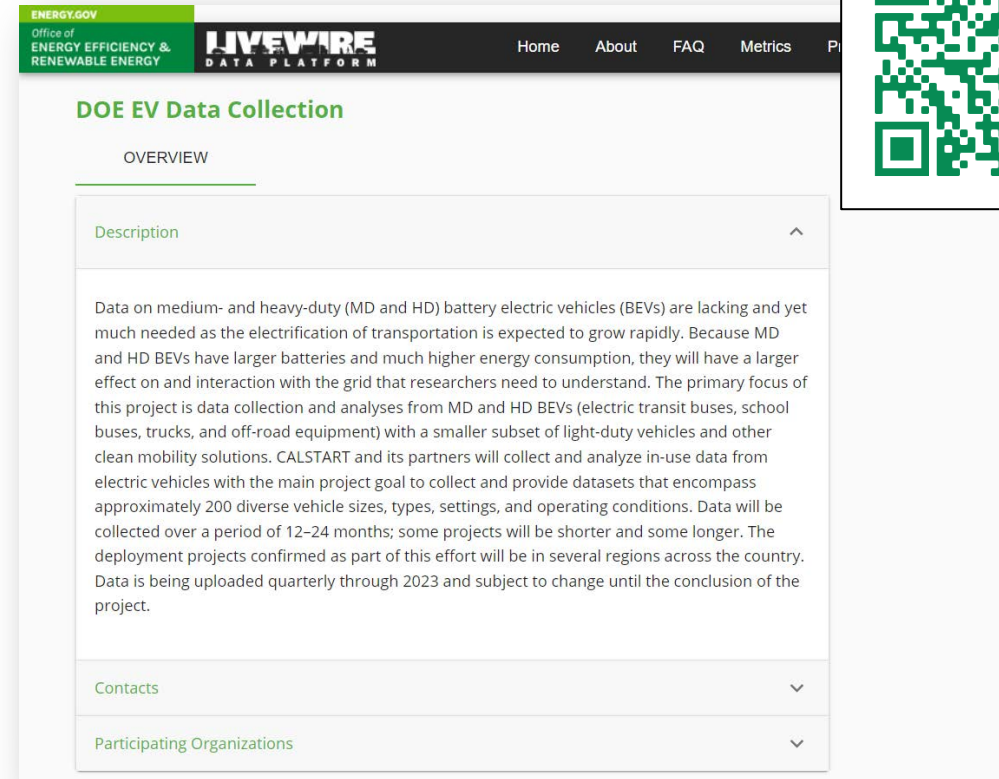 ENERGY.GOV
Office of
ENERGY EFFICIENCY &
RENEWABLE ENERGY
LIVEWIRE
DATA PLATFORM
Home About FAQ Metrics
DOE EV Data Collection
OVERVIEW
Description
Data on medium- and heavy-duty (MD and HD) battery electric vehicles (BEVs) are lacking and yet
much needed as the electrification of transportation is expected to grow rapidly. Because MD
and HD BEVs have larger batteries and much higher energy consumption, they will have a larger
effect on and interaction with the grid that researchers need to understand. The primary focus of
this project is data collection and analyses from MD and HD BEVs (electric transit buses, school
buses, trucks, and off-road equipment) with a smaller subset of light-duty vehicles and other
clean mobility solutions. CALSTART and its partners will collect and analyze in-use data from
electric vehicles with the main project goal to collect and provide datasets that encompass
approximately 200 diverse vehicle sizes, types, settings, and operating conditions. Data will be
collected over a period of 12–24 months; some projects will be shorter and some longer. The
deployment projects confirmed as part of this effort will be in several regions across the country.
Data is being uploaded quarterly through 2023 and subject to change until the conclusion of the
project.
Contacts
Participating Organizations